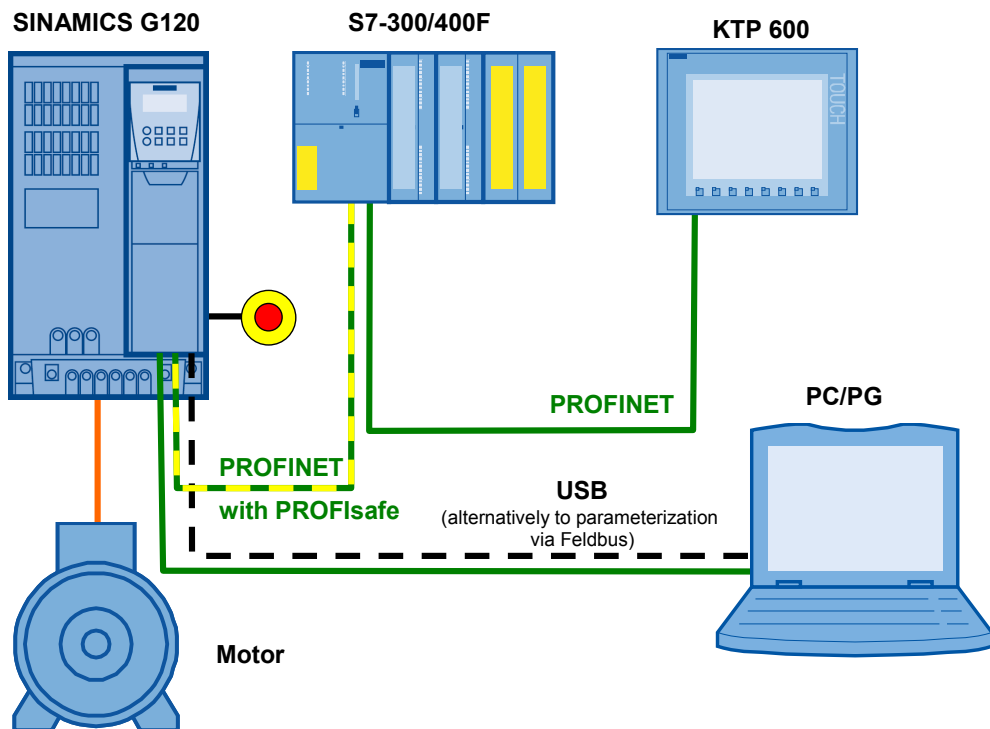 SINAMICS G120
S7-300/400F
KTP 600
TOUCH
PROFINET
PC/PG
PROFINET
with PROFIsafe
USB
(alternatively to parameterization
via Feldbus)
Motor